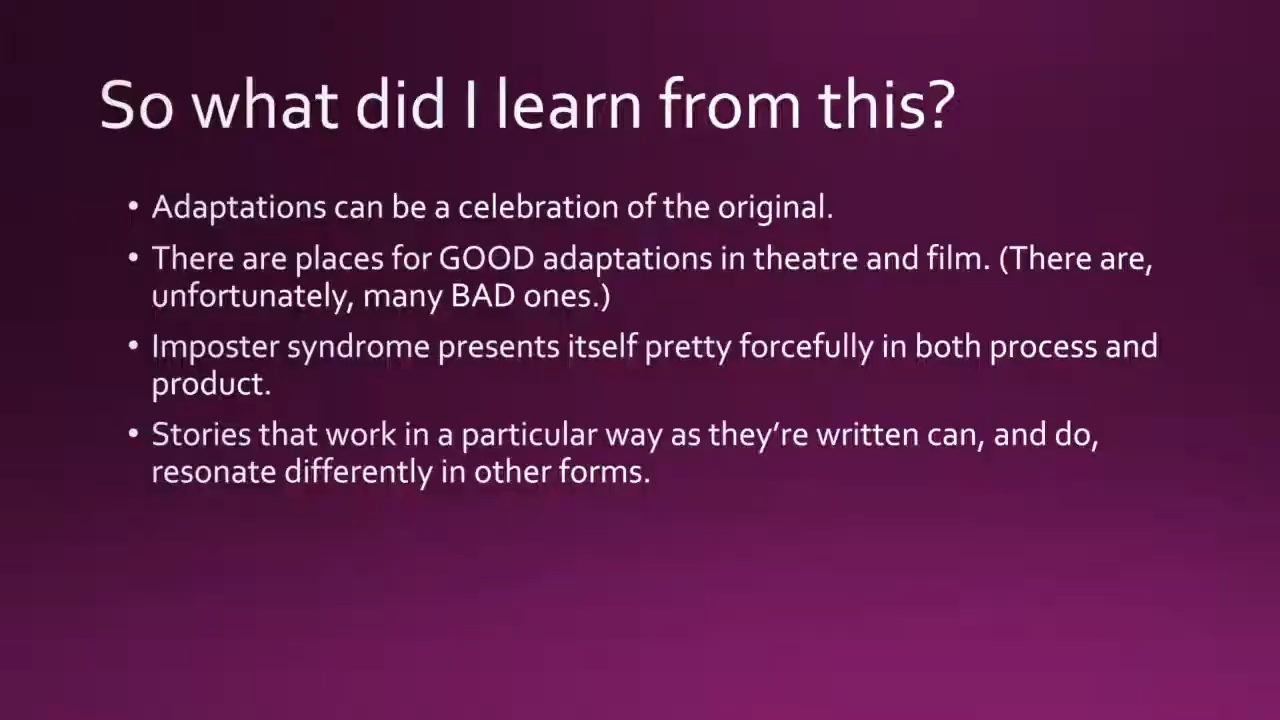 So what did I learn from this?
• Adaptations can be a celebration of the original.
• There are places for GOOD adaptations in theatre and film. (There are,
unfortunately, many BAD ones.)
• Imposter syndrome presents itself pretty forcefully in both process and
product.
• Stories that work in a particular way as they’re written can, and do,
resonate differently in other forms.